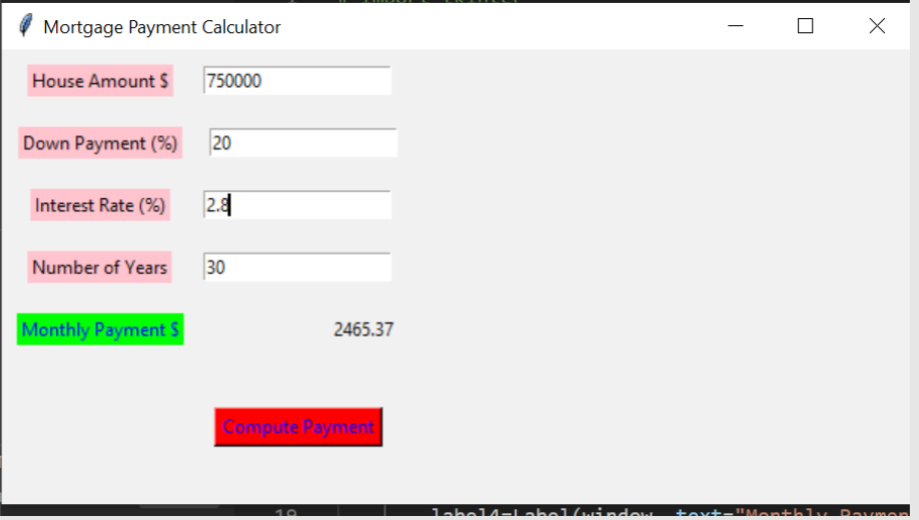 Mortgage Payment Calculator
House Amount $ 750000
Down Payment (%) 20
Interest Rate (%) 2.8
Number of Years 30
Monthly Payment $ 2465.37
Compute Payment
19 label4=Label(window, text="Monthly Paymen